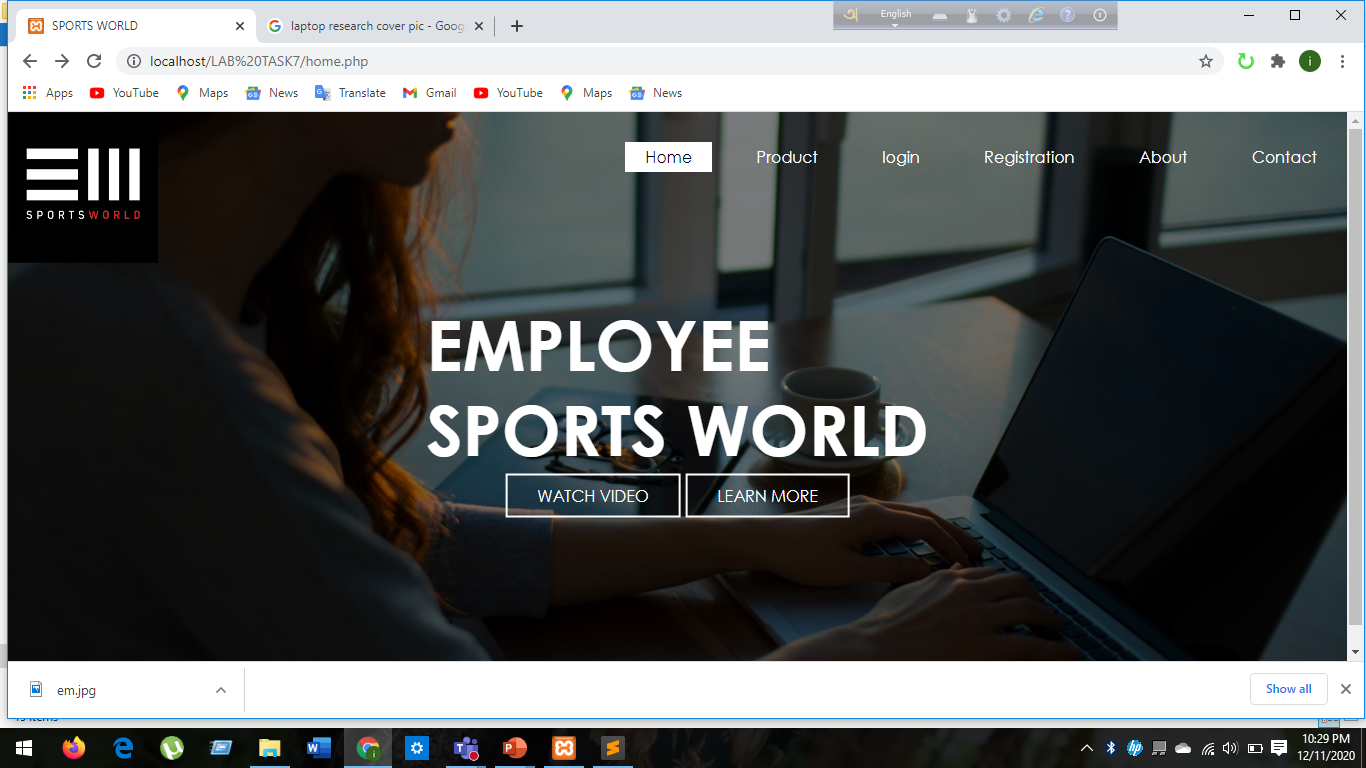 SPORTS WORLD
laptop research cover pic - Goog
English
localhost/LAB%20TASK7/home.php
i
Apps YouTube Maps News Translate Gmail YouTube Maps News
SPORTSWORLD
Home Product login Registration About Contact
EMPLOYEE
SPORTS WORLD
WATCH VIDEO LEARN MORE
em.jpg
Show all
10:29 PM
12/11/2020